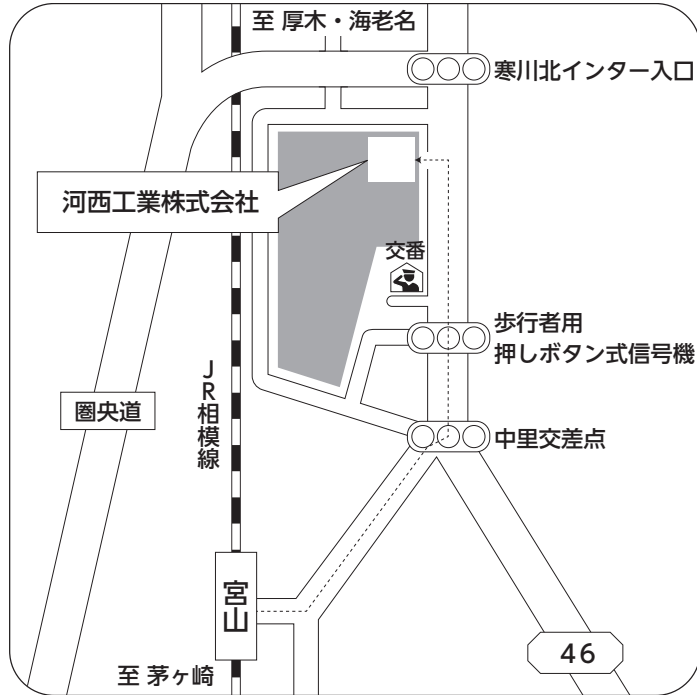 至 厚木・海老名
寒川北インター入口
河西工業株式会社
交番
歩行者用
押しボタン式信号機
JR相模線
圏央道
中里交差点
宮山
46
至 茅ヶ崎